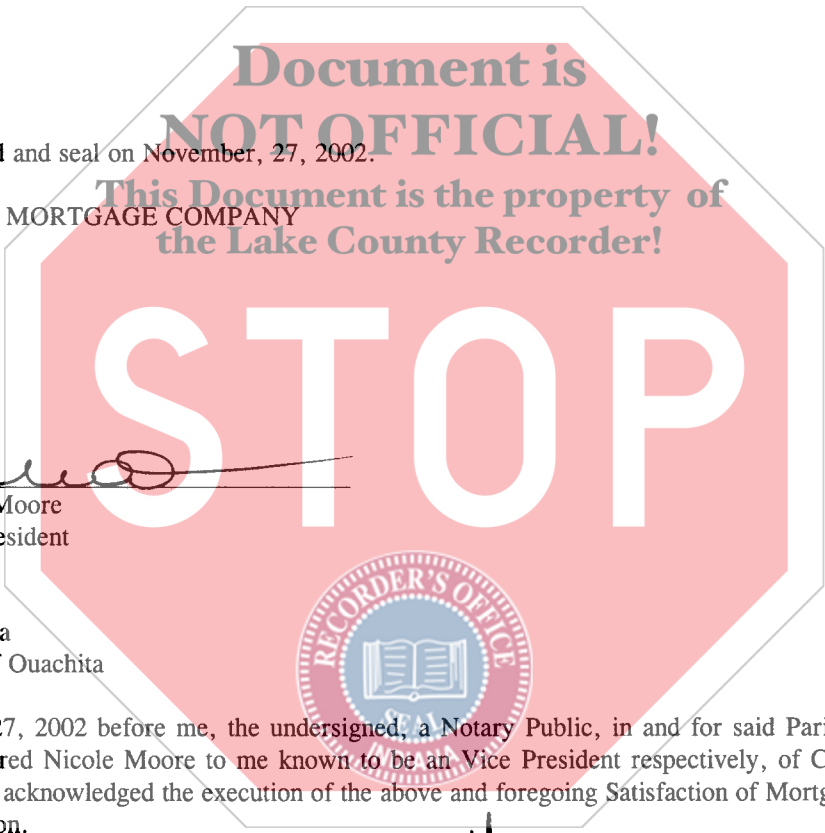 Document is
NOT OFFICIAL!
and seal on November, 27, 2002.
This Document is the property of
MORTGAGE COMPANY
the Lake County Recorder!
STOP
Moore
esident
a
Ouachita
RECORDER'S OFFICE
SEAL
INDIANA
27, 2002 before me, the undersigned, a Notary Public, in and for said Pari
red Nicole Moore to me known to be an Vice President respectively, of C
acknowledged the execution of the above and foregoing Satisfaction of Mortg
on.